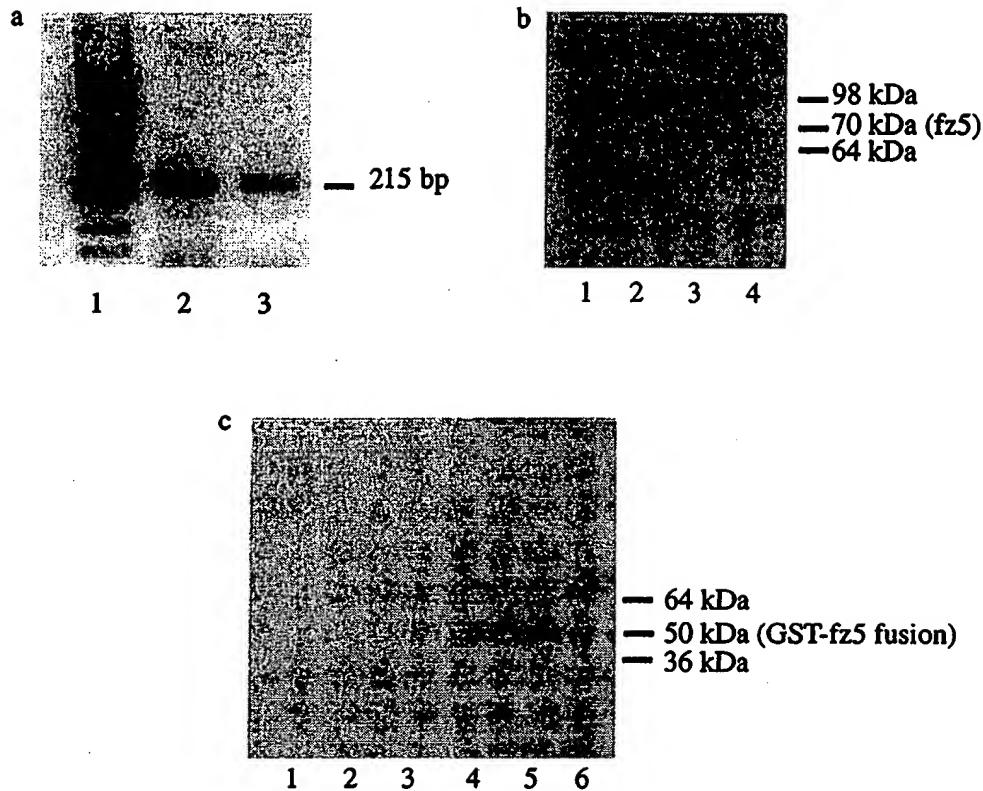 a
215 bp
1 2 3
b
98 kDa
70 kDa (fz5)
64 kDa
1 2 3 4
c
64 kDa
50 kDa (GST-fz5 fusion)
36 kDa
1 2 3 4 5 6